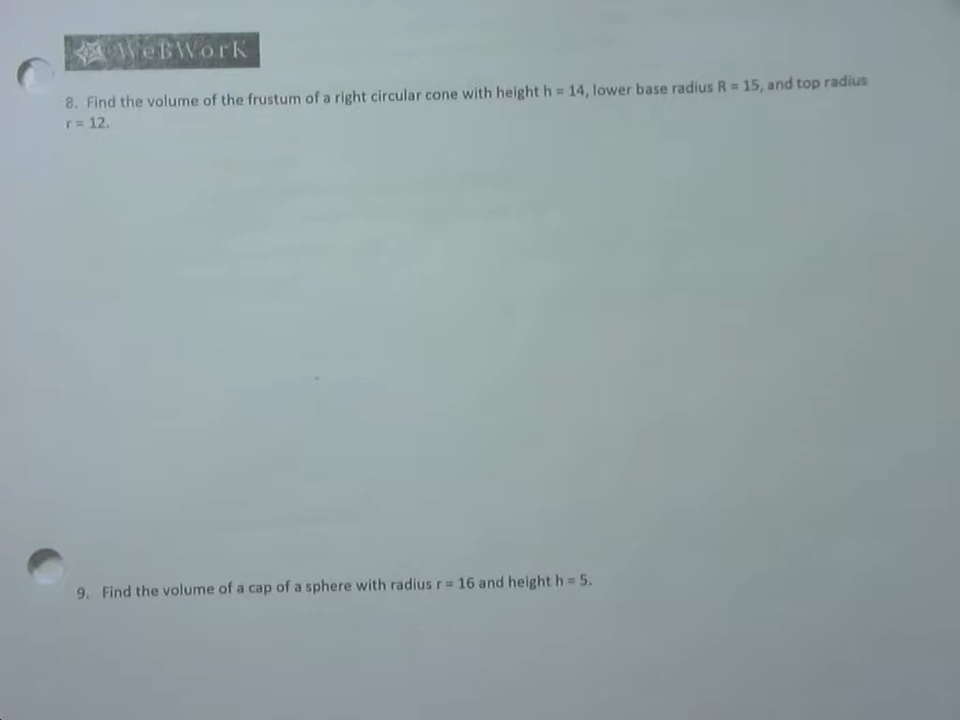 WeBWorK
8. Find the volume of the frustum of a right circular cone with height h = 14, lower base radius R = 15, and top radius
r = 12.
9. Find the volume of a cap of a sphere with radius r = 16 and height h = 5.